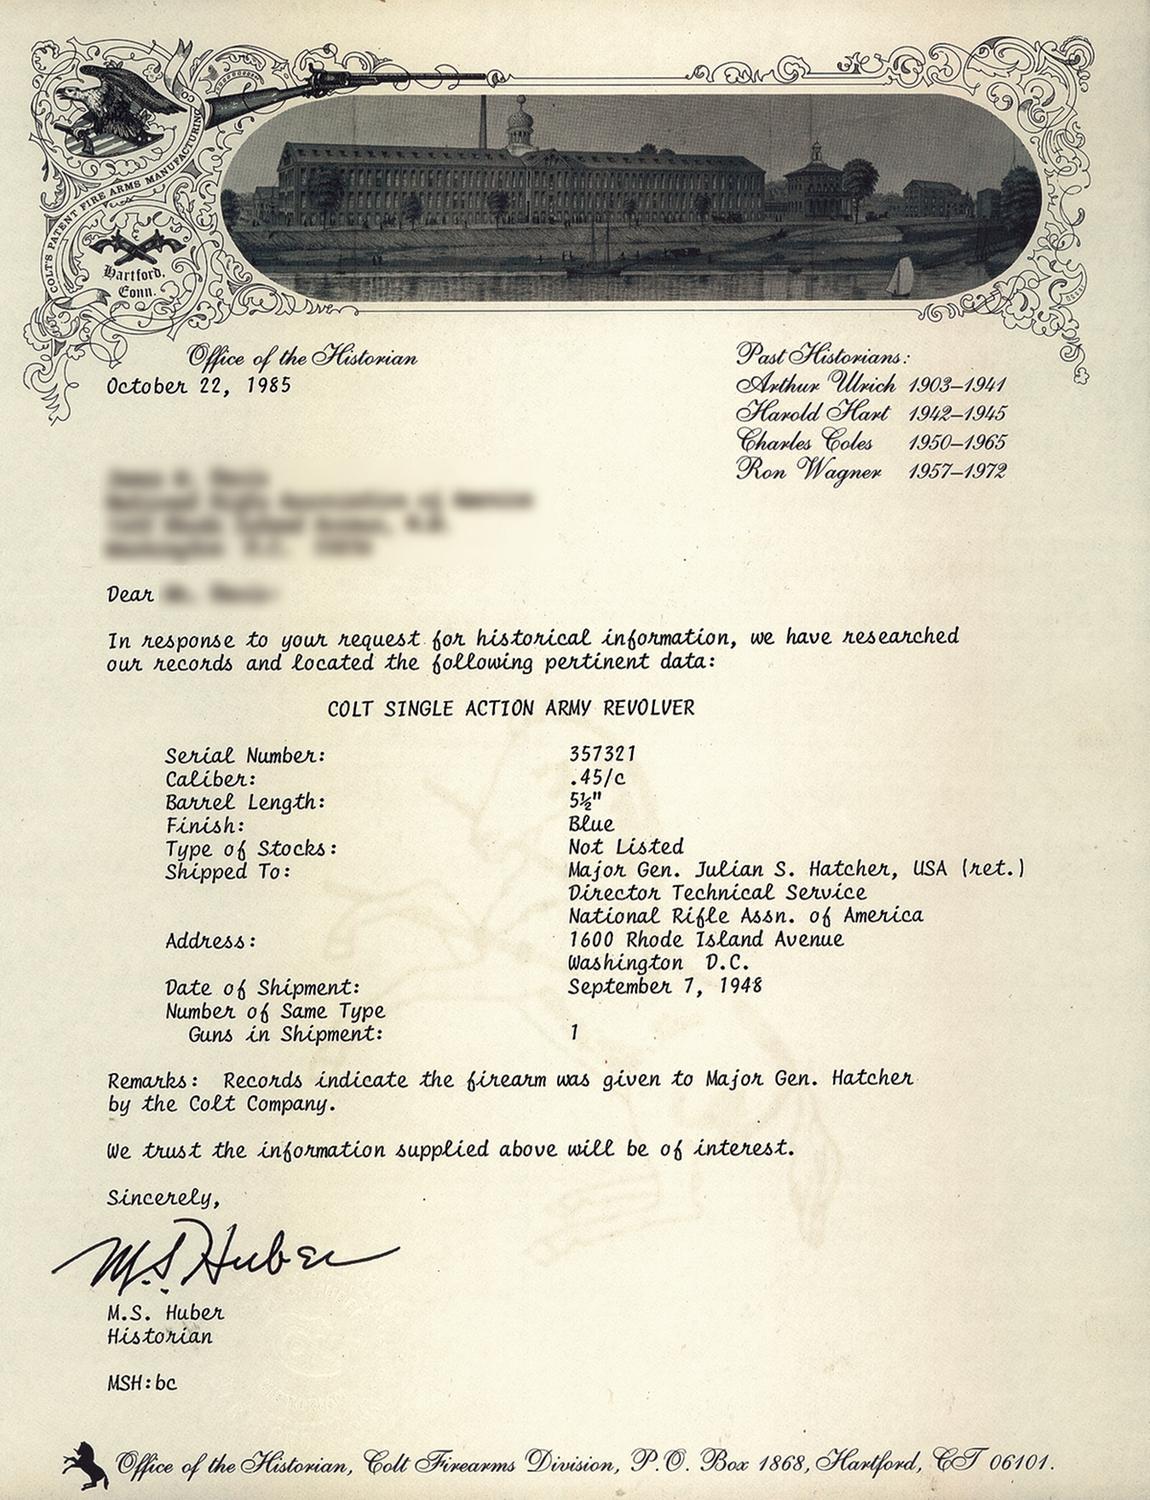 COLT'S PATENT FIRE ARMS MANUFACTURING CO
Hartford,
Conn.
Office of the Historian
October 22, 1985
Past Historians:
Arthur Ulrich 1903–1941
Harold Hart 1942–1945
Charles Coles 1950–1965
Ron Wagner 1957–1972
Dear
In response to your request for historical information, we have researched
our records and located the following pertinent data:
COLT SINGLE ACTION ARMY REVOLVER
Serial Number: 357321
Caliber: .45/c
Barrel Length: 5½"
Finish: Blue
Type of Stocks: Not Listed
Shipped To: Major Gen. Julian S. Hatcher, USA (ret.)
Director Technical Service
National Rifle Assn. of America
Address: 1600 Rhode Island Avenue
Washington D.C.
Date of Shipment: September 7, 1948
Number of Same Type
Guns in Shipment: 1
Remarks: Records indicate the firearm was given to Major Gen. Hatcher
by the Colt Company.
We trust the information supplied above will be of interest.
Sincerely,
M.S. Huber
M.S. Huber
Historian
MSH:bc
Office of the Historian, Colt Firearms Division, P.O. Box 1868, Hartford, CT 06101.